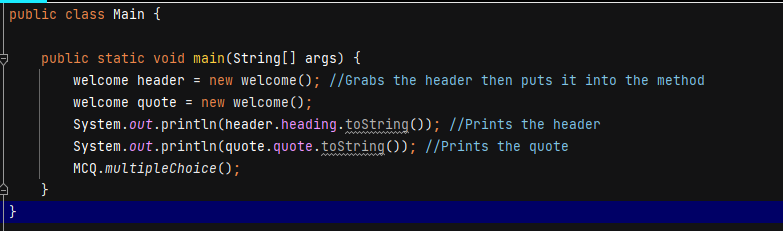 public class Main {
public static void main(String[] args) {
welcome header = new welcome(); //Grabs the header then puts it into the method
welcome quote = new welcome();
System.out.println(header.heading.toString()); //Prints the header
System.out.println(quote.quote.toString()); //Prints the quote
MCQ.multipleChoice();
}
}